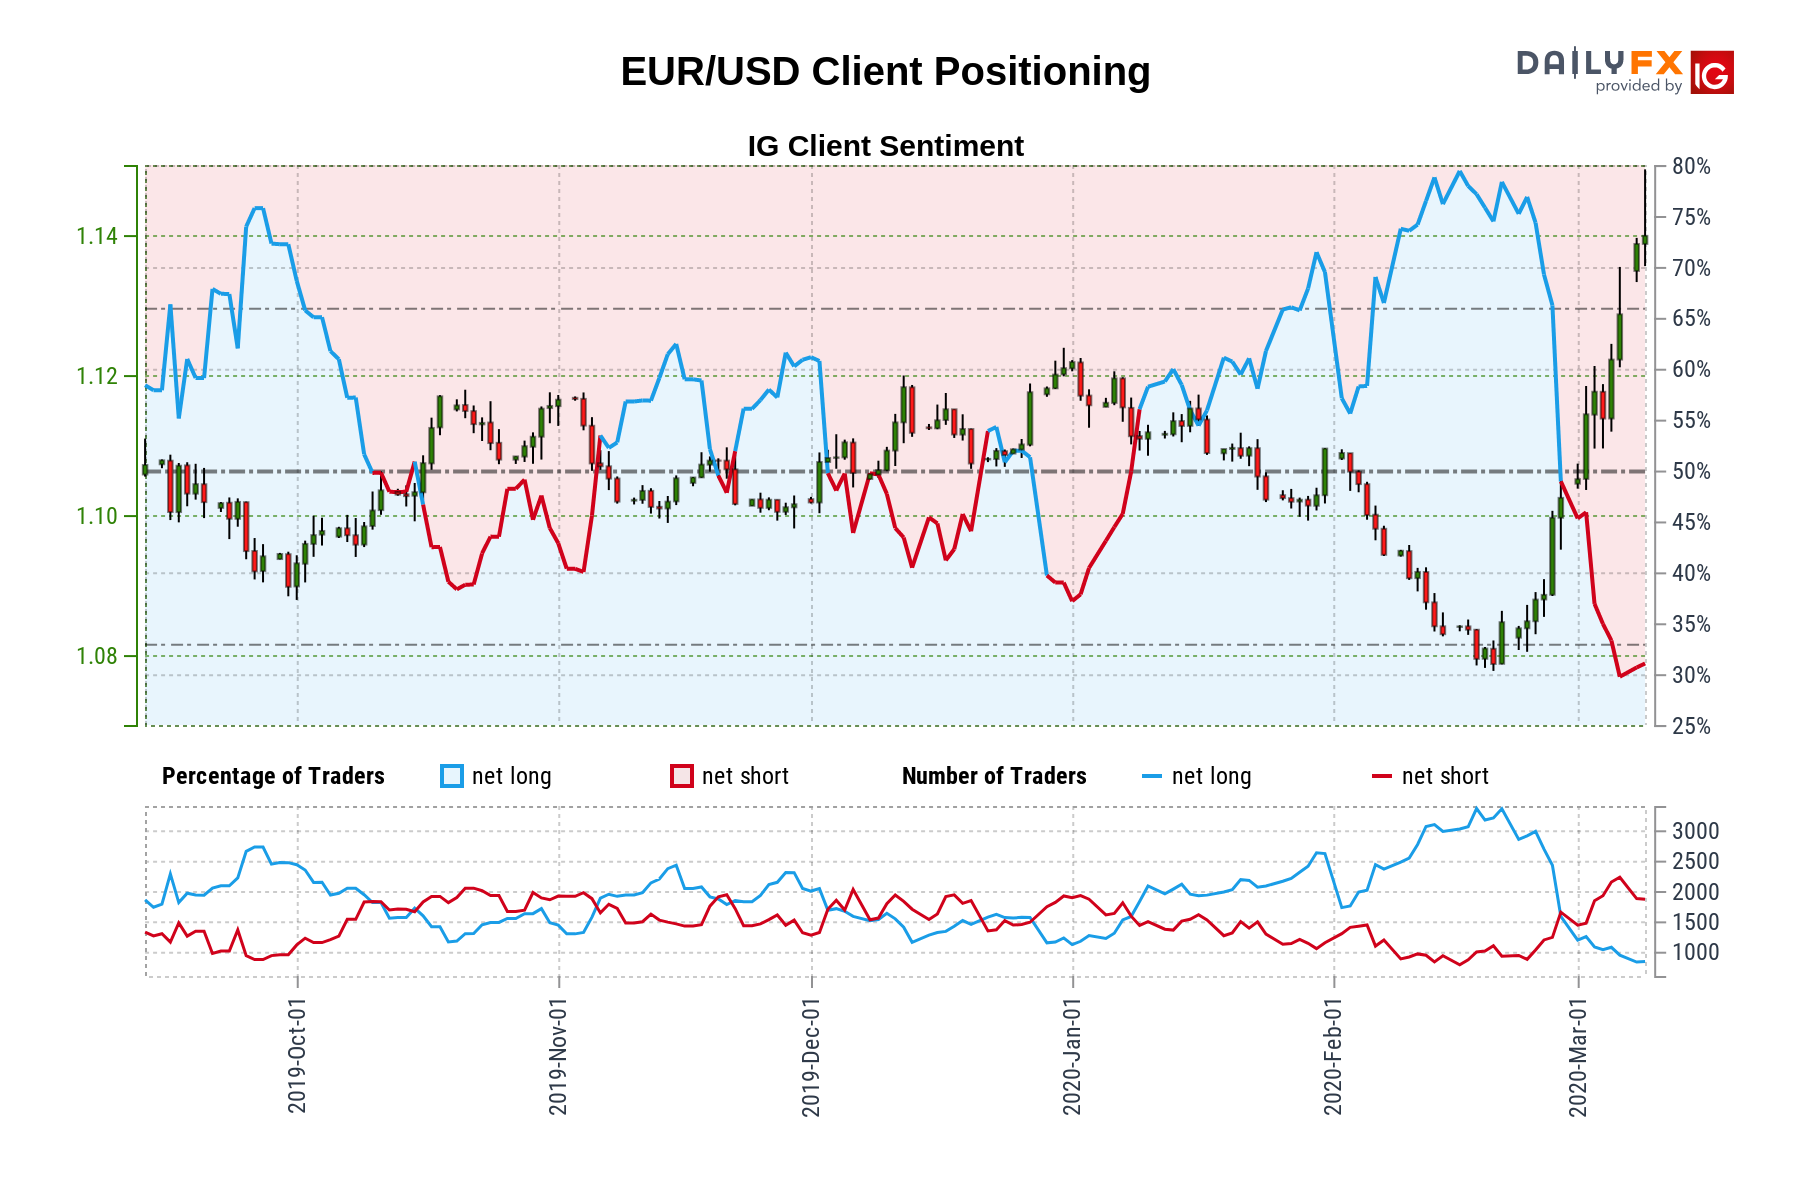 EUR/USD Client Positioning
DAILYFX
provided by IG
IG Client Sentiment
80%
75%
1.14
70%
65%
60%
1.12
55%
50%
1.10
45%
40%
35%
1.08
30%
25%
Percentage of Traders net long net short Number of Traders net long net short
3000
2500
2000
1500
1000
2019-Oct-01
2019-Nov-01
2019-Dec-01
2020-Jan-01
2020-Feb-01
2020-Mar-01